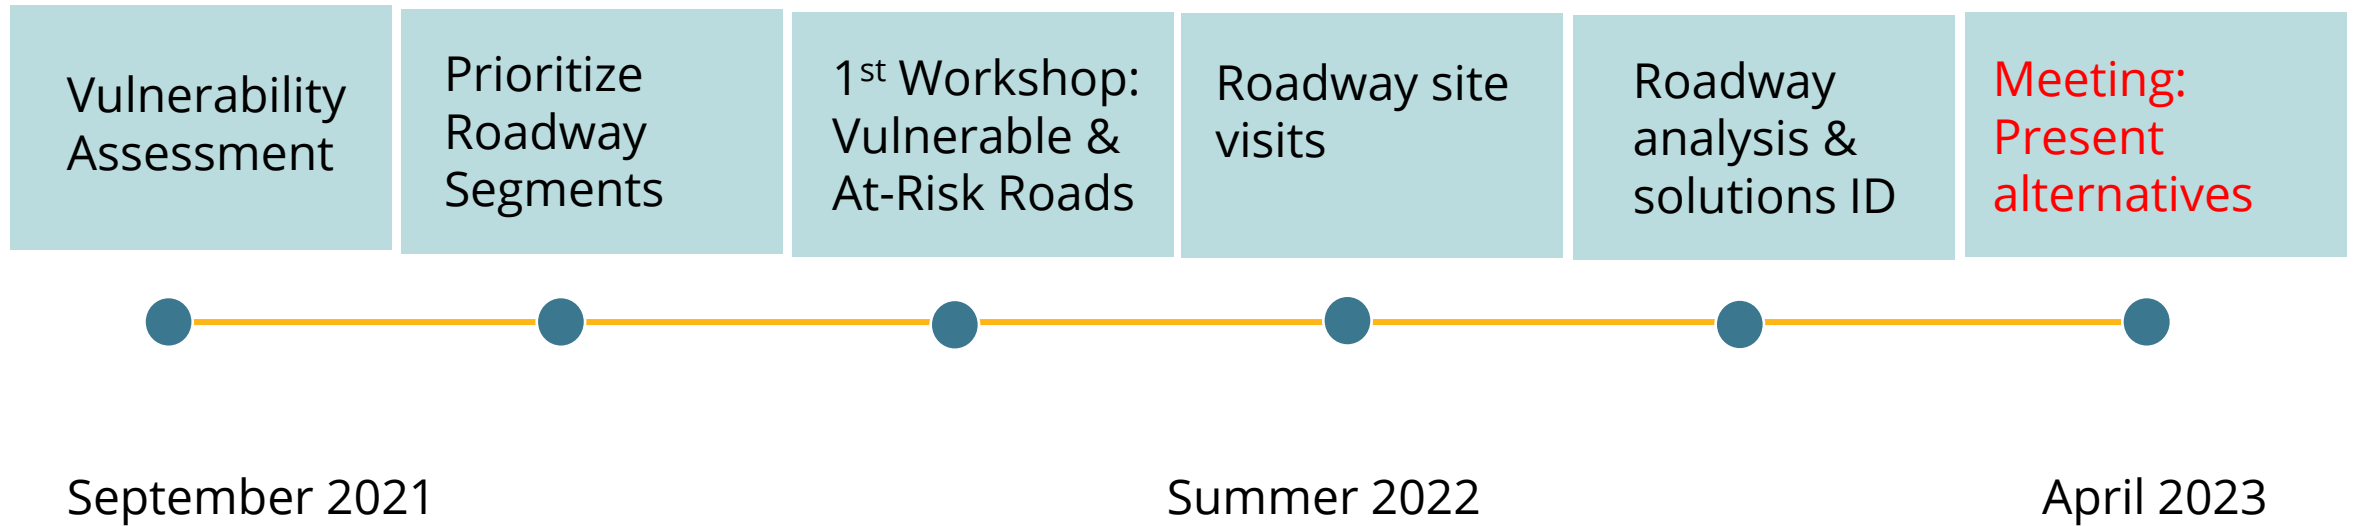 Vulnerability
Assessment
Prioritize
Roadway
Segments
1st Workshop:
Vulnerable &
At-Risk Roads
Roadway site
visits
Roadway
analysis &
solutions ID
Meeting:
Present
alternatives
September 2021
Summer 2022
April 2023